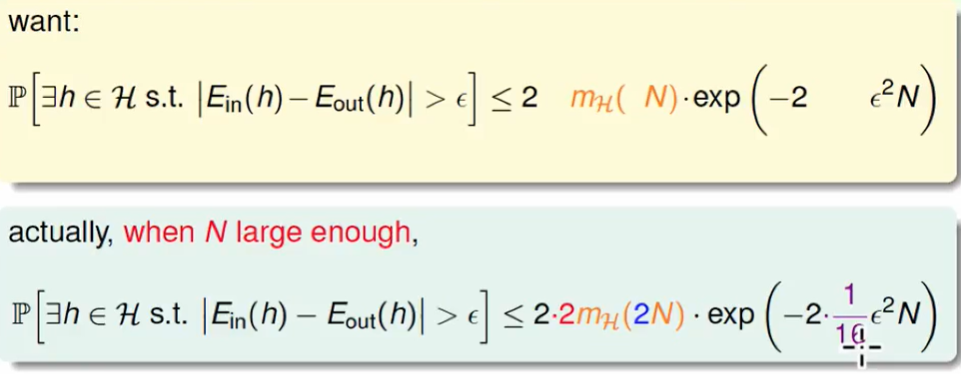 want:
ℙ[∃h ∈ ℋ s.t. |E_in(h) − E_out(h)| > ϵ] ≤ 2 m_ℋ( N) · exp(−2 ϵ²N)
actually, when N large enough,
ℙ[∃h ∈ ℋ s.t. |E_in(h) − E_out(h)| > ϵ] ≤ 2·2m_ℋ(2N) · exp(−2·1/16 ϵ²N)